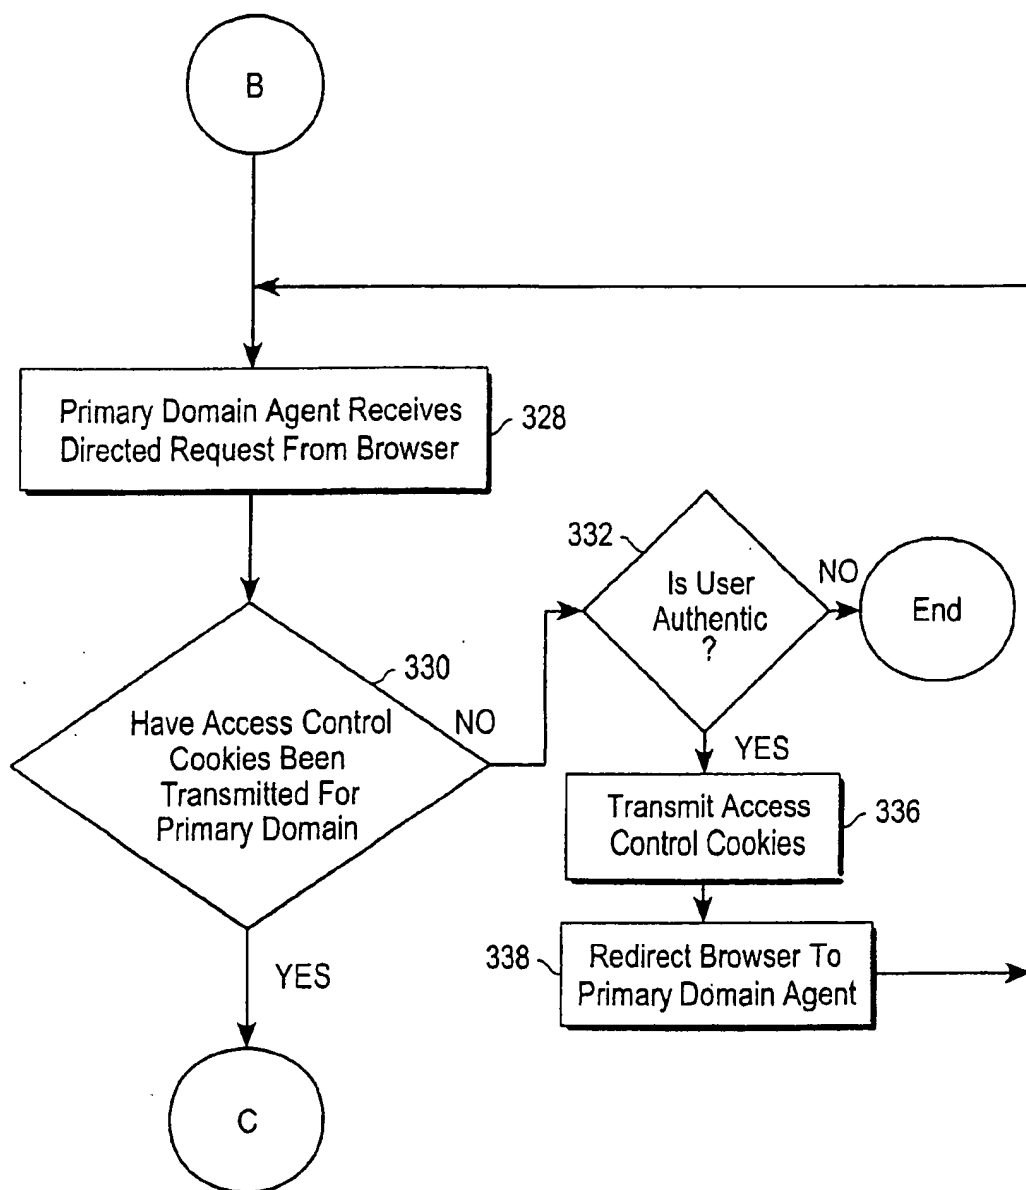 B
Primary Domain Agent Receives
Directed Request From Browser
328
332
Is User
Authentic
?
NO
End
330
Have Access Control
Cookies Been
Transmitted For
Primary Domain
NO
YES
Transmit Access
Control Cookies
336
338
Redirect Browser To
Primary Domain Agent
YES
C